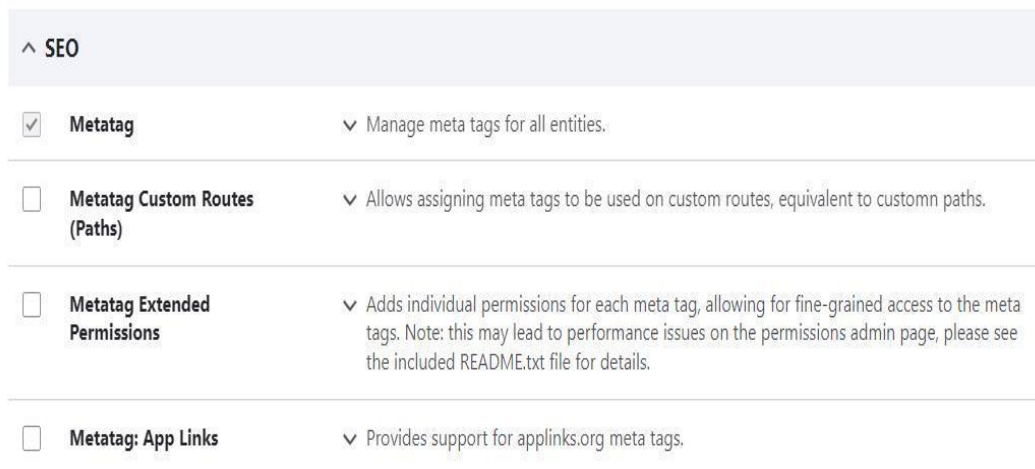 SEO
Metatag
Manage meta tags for all entities.
Metatag Custom Routes
(Paths)
Allows assigning meta tags to be used on custom routes, equivalent to customn paths.
Metatag Extended
Permissions
Adds individual permissions for each meta tag, allowing for fine-grained access to the meta
tags. Note: this may lead to performance issues on the permissions admin page, please see
the included README.txt file for details.
Metatag: App Links
Provides support for applinks.org meta tags.